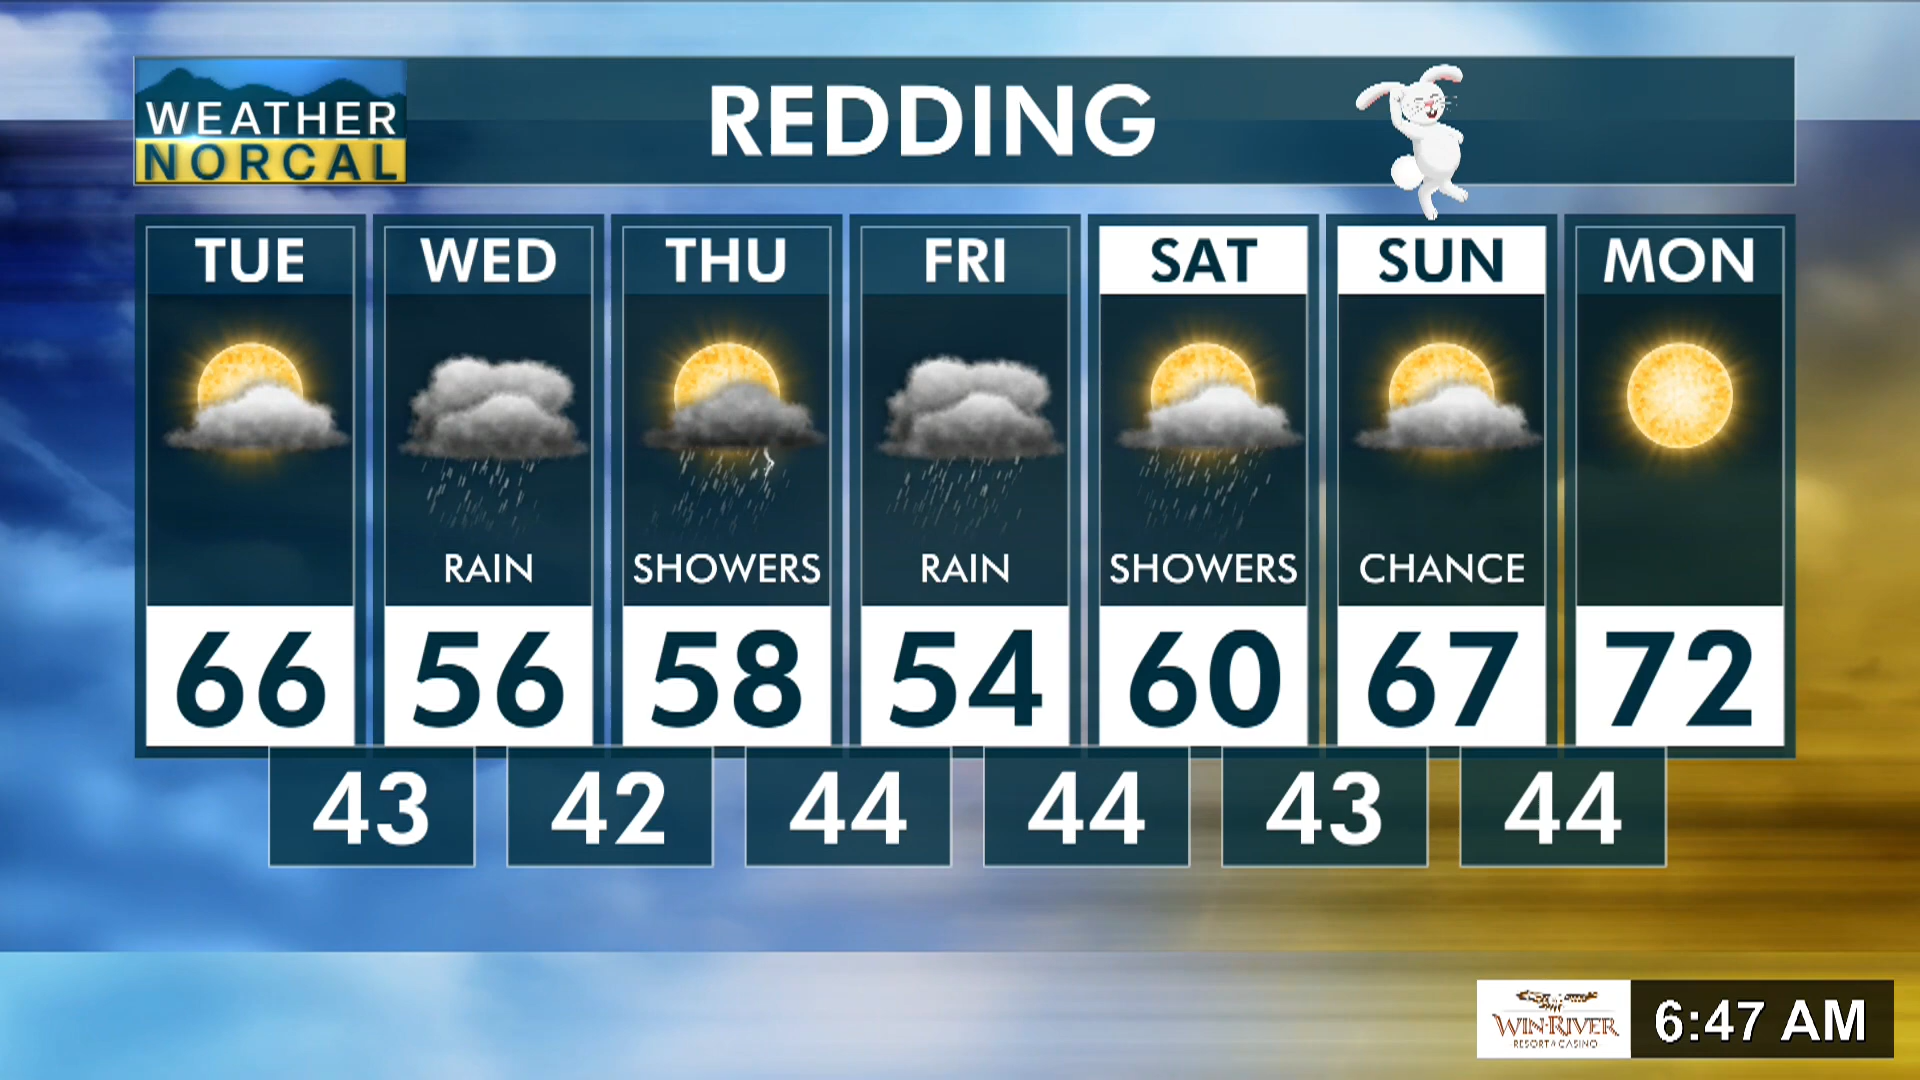 WEATHER
NORCAL
REDDING
TUE
WED
THU
FRI
SAT
SUN
MON
RAIN
SHOWERS
RAIN
SHOWERS
CHANCE
66
56
58
54
60
67
72
43
42
44
44
43
44
WIN-RIVER
RESORT & CASINO
6:47 AM